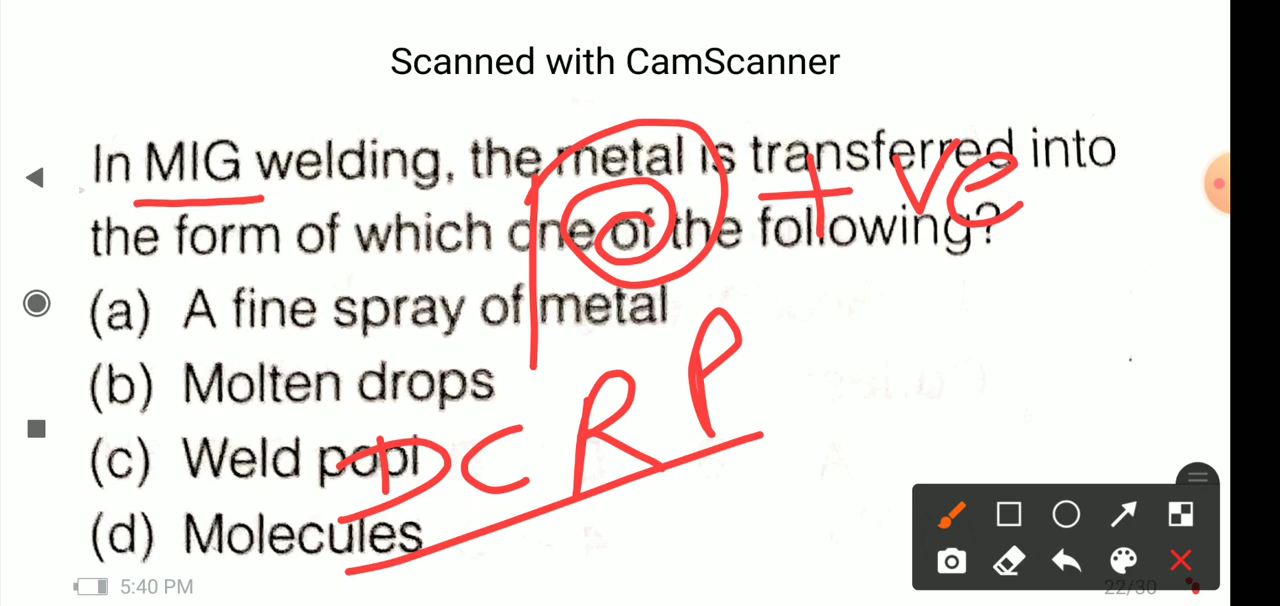 Scanned with CamScanner
In MIG welding, the metal is transferred into
the form of which one of the following?
+ve
(a) A fine spray of metal
(b) Molten drops
(c) Weld pool
DCRP
(d) Molecules
5:40 PM
22/30